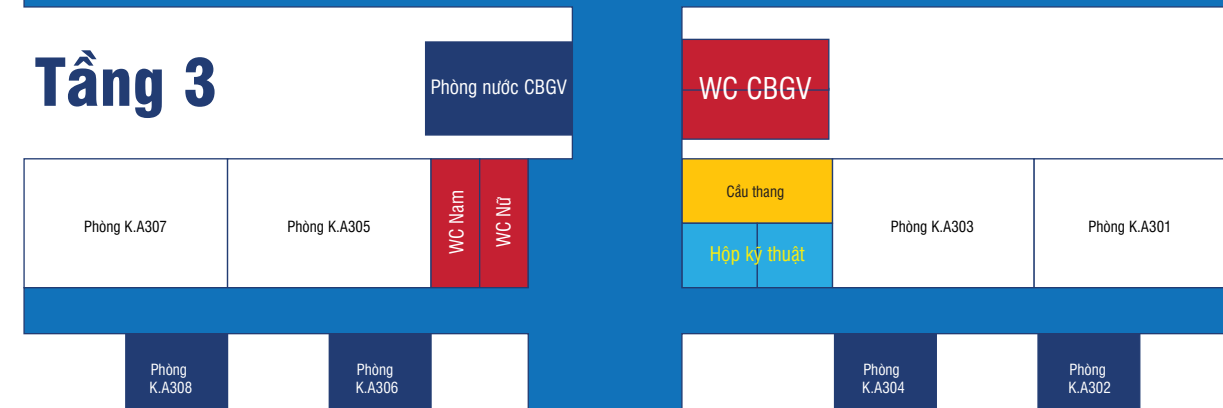 Tầng 3
Phòng nước CBGV
WC CBGV
Phòng K.A307
Phòng K.A305
WC Nam
WC Nữ
Cầu thang
Hộp kỹ thuật
Phòng K.A303
Phòng K.A301
Phòng
K.A308
Phòng
K.A306
Phòng
K.A304
Phòng
K.A302